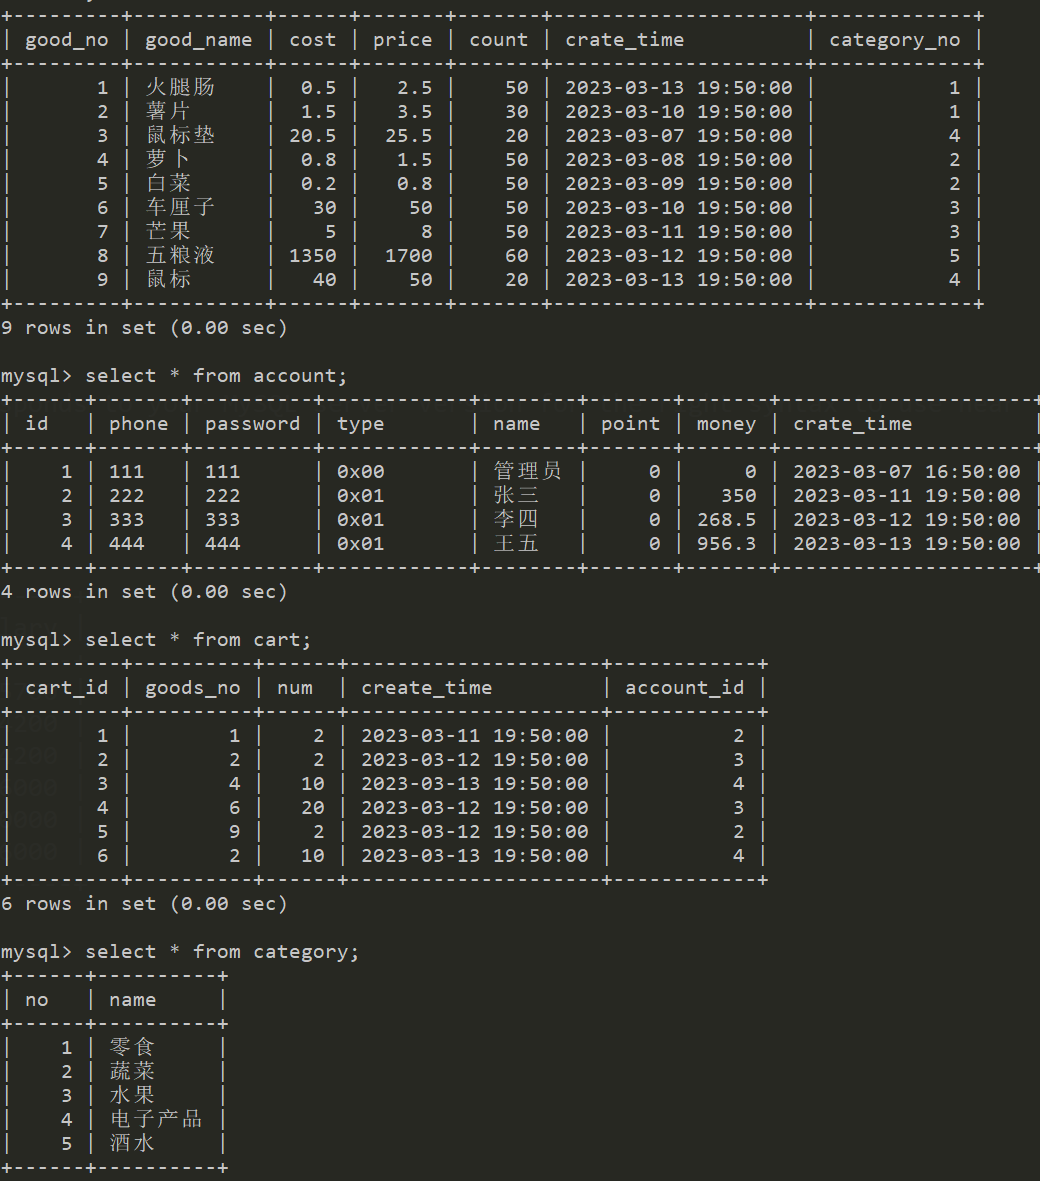 +---------+-----------+------+-------+-------+---------------------+-------------+
| good_no | good_name | cost | price | count | crate_time          | category_no |
+---------+-----------+------+-------+-------+---------------------+-------------+
|       1 | 火腿肠    |  0.5 |   2.5 |    50 | 2023-03-13 19:50:00 |           1 |
|       2 | 薯片      |  1.5 |   3.5 |    30 | 2023-03-10 19:50:00 |           1 |
|       3 | 鼠标垫    | 20.5 |  25.5 |    20 | 2023-03-07 19:50:00 |           4 |
|       4 | 萝卜      |  0.8 |   1.5 |    50 | 2023-03-08 19:50:00 |           2 |
|       5 | 白菜      |  0.2 |   0.8 |    50 | 2023-03-09 19:50:00 |           2 |
|       6 | 车厘子    |   30 |    50 |    50 | 2023-03-10 19:50:00 |           3 |
|       7 | 芒果      |    5 |     8 |    50 | 2023-03-11 19:50:00 |           3 |
|       8 | 五粮液    | 1350 |  1700 |    60 | 2023-03-12 19:50:00 |           5 |
|       9 | 鼠标      |   40 |    50 |    20 | 2023-03-13 19:50:00 |           4 |
+---------+-----------+------+-------+-------+---------------------+-------------+
9 rows in set (0.00 sec)
mysql> select * from account;
+------+-------+----------+------------+--------+-------+-------+---------------------+
| id   | phone | password | type       | name   | point | money | crate_time          |
+------+-------+----------+------------+--------+-------+-------+---------------------+
|    1 | 111   | 111      | 0x00       | 管理员 |     0 |     0 | 2023-03-07 16:50:00 |
|    2 | 222   | 222      | 0x01       | 张三   |     0 |   350 | 2023-03-11 19:50:00 |
|    3 | 333   | 333      | 0x01       | 李四   |     0 | 268.5 | 2023-03-12 19:50:00 |
|    4 | 444   | 444      | 0x01       | 王五   |     0 | 956.3 | 2023-03-13 19:50:00 |
+------+-------+----------+------------+--------+-------+-------+---------------------+
4 rows in set (0.00 sec)
mysql> select * from cart;
+---------+----------+------+---------------------+------------+
| cart_id | goods_no | num  | create_time         | account_id |
+---------+----------+------+---------------------+------------+
|       1 |        1 |    2 | 2023-03-11 19:50:00 |          2 |
|       2 |        2 |    2 | 2023-03-12 19:50:00 |          3 |
|       3 |        4 |   10 | 2023-03-13 19:50:00 |          4 |
|       4 |        6 |   20 | 2023-03-12 19:50:00 |          3 |
|       5 |        9 |    2 | 2023-03-12 19:50:00 |          2 |
|       6 |        2 |   10 | 2023-03-13 19:50:00 |          4 |
+---------+----------+------+---------------------+------------+
6 rows in set (0.00 sec)
mysql> select * from category;
+------+----------+
| no   | name     |
+------+----------+
|    1 | 零食     |
|    2 | 蔬菜     |
|    3 | 水果     |
|    4 | 电子产品 |
|    5 | 酒水     |
+------+----------+